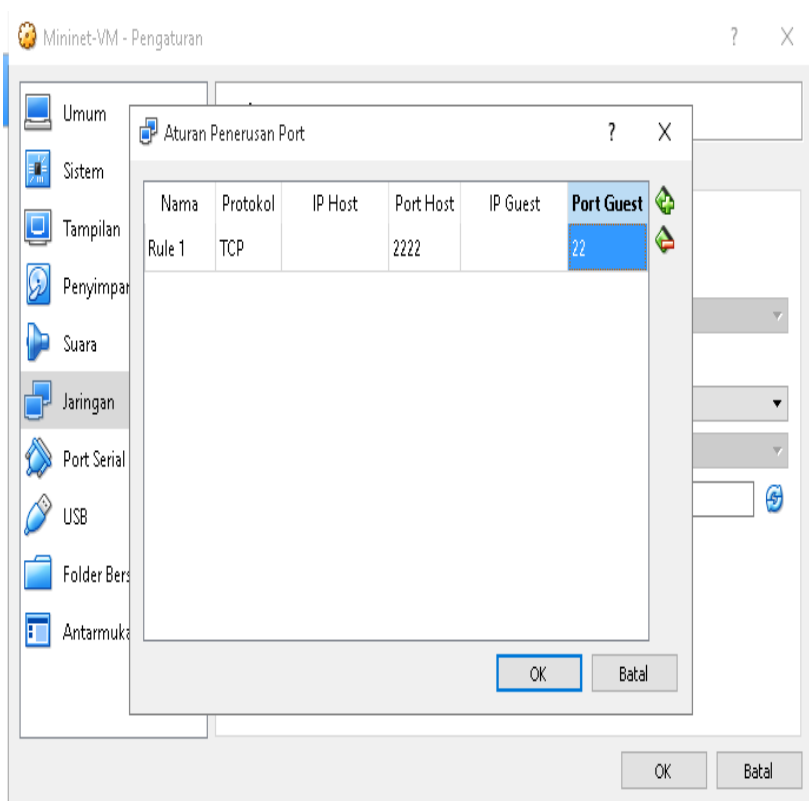 Mininet-VM - Pengaturan
?
X
Umum
Sistem
Tampilan
Penyimpan
Suara
Jaringan
Port Serial
USB
Folder Bers
Antarmuka
Aturan Penerusan Port
?
X
Nama Protokol IP Host Port Host IP Guest Port Guest
Rule 1 TCP 2222 22
OK Batal
OK Batal